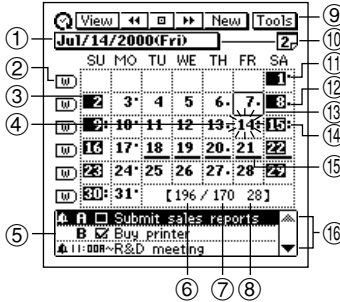 View New Tools ⑨
① Jul/14/2000(Fri) 2 ⑩
SU MO TU WE TH FR SA
② W 1 ⑪
③ W 2 3 4 5 6 7 8 ⑫
⑬
④ W 9 10 11 12 13 14 15 ⑭
W 16 17 18 19 20 21 22
⑮
W 23 24 25 26 27 28 29
W 30 31 [196/170 28]
⑤ A Submit sales reports ⑯
B Buy printer
11:00A~R&D meeting
⑥ ⑦ ⑧